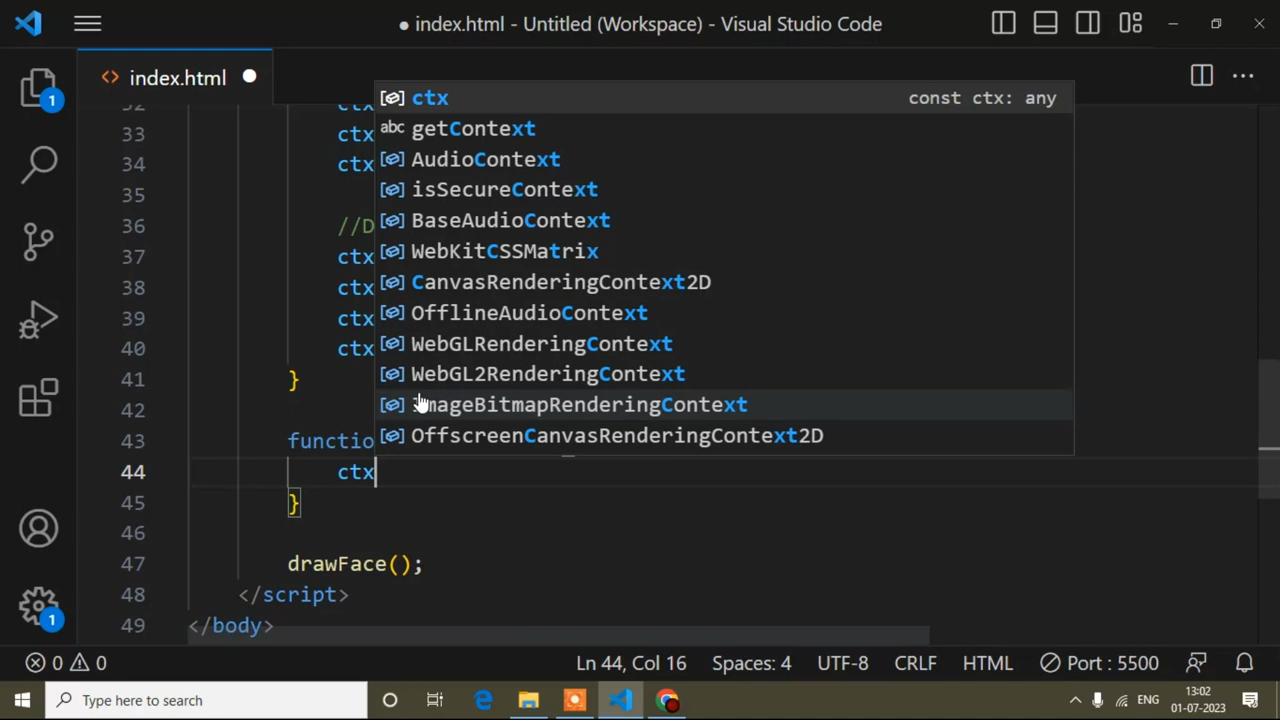 ● index.html - Untitled (Workspace) - Visual Studio Code
<> index.html ●
1
ctx
33 ctx
34 ctx
35
36 //D
37 ctx
38 ctx
39 ctx
40 ctx
41 }
42
43 functio
44 ctx
45 }
46
47 drawFace();
48 </script>
49 </body>
ctx const ctx: any
abc getContext
AudioContext
isSecureContext
BaseAudioContext
WebKitCSSMatrix
CanvasRenderingContext2D
OfflineAudioContext
WebGLRenderingContext
WebGL2RenderingContext
ImageBitmapRenderingContext
OffscreenCanvasRenderingContext2D
1
0 0 Ln 44, Col 16 Spaces: 4 UTF-8 CRLF HTML Port : 5500
Type here to search ENG 13:02
01-07-2023